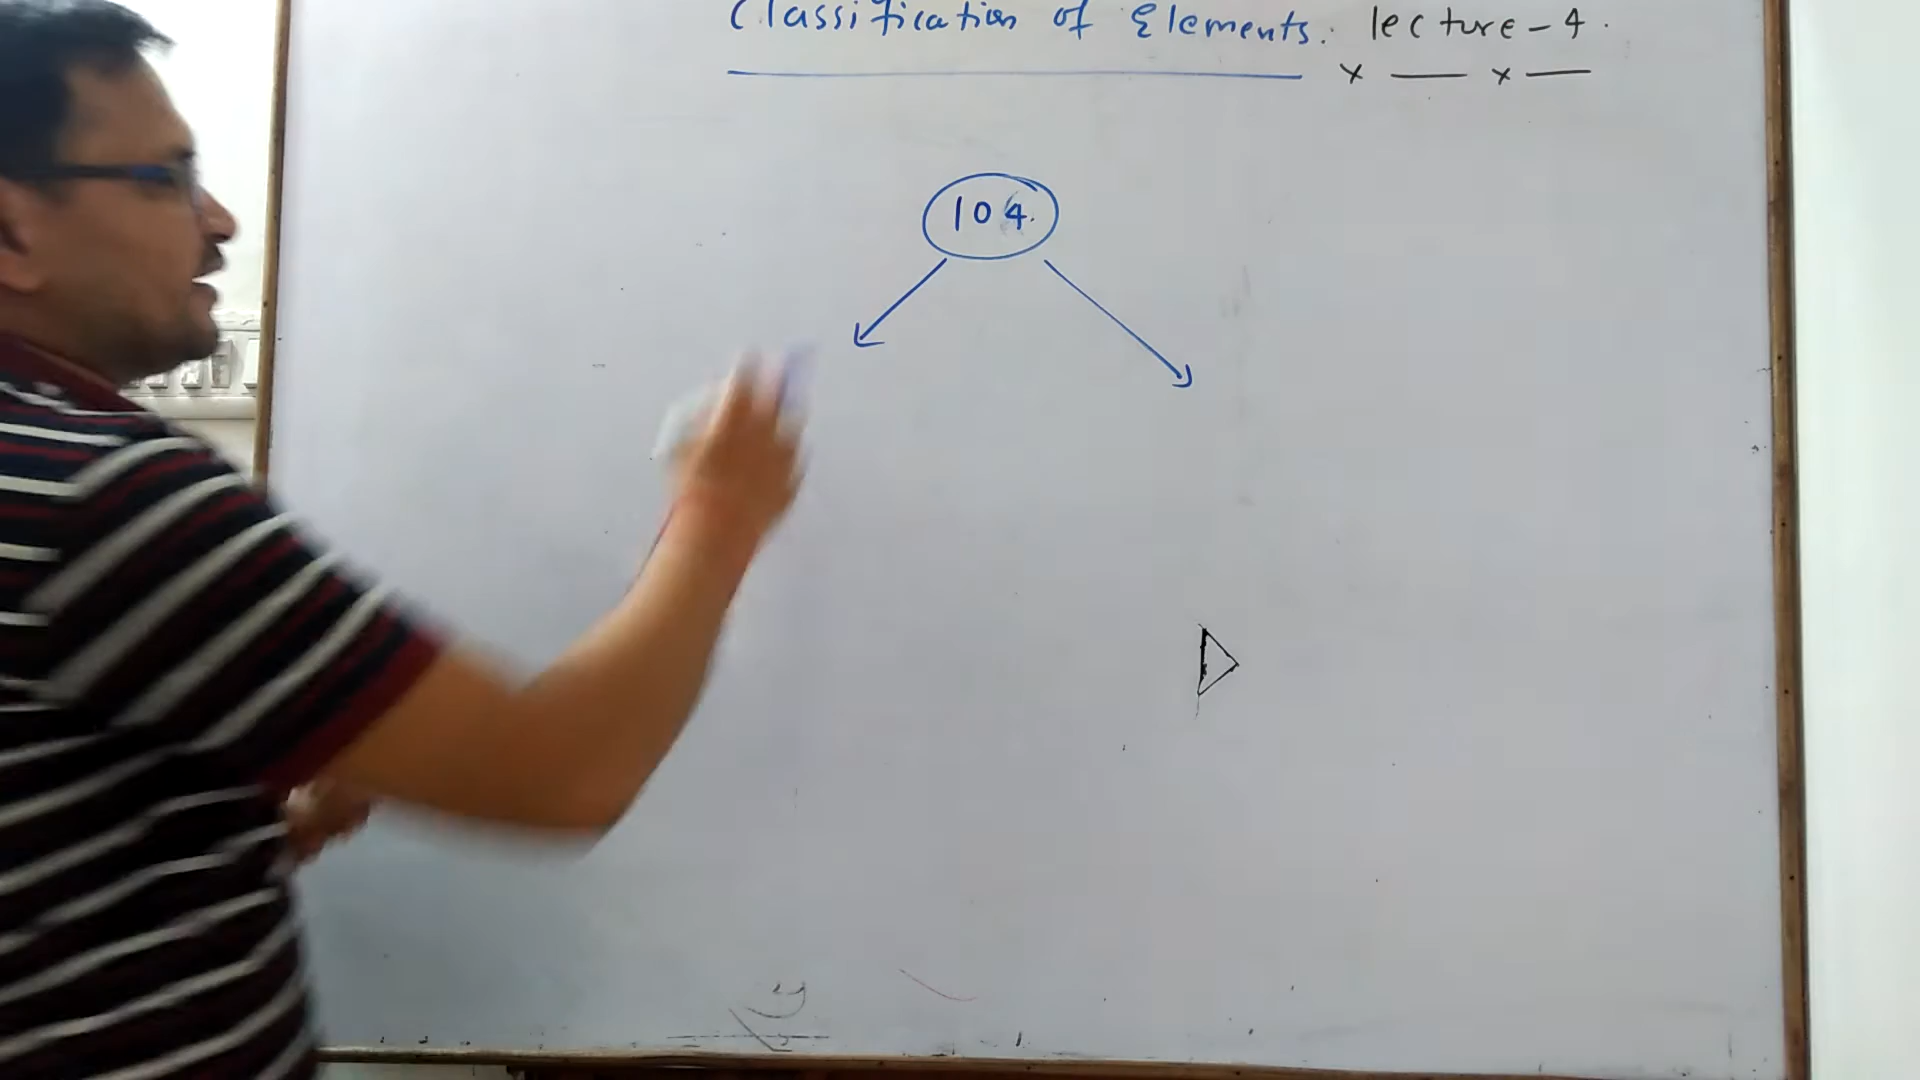 Classification of Elements. lecture-4.
104.